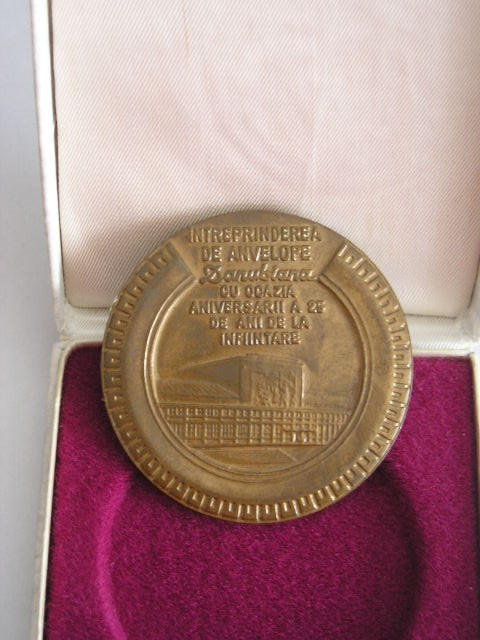 INTREPRINDEREA
DE ANVELOPE
Danubiana
CU OCAZIA
ANIVERSARII A 25
DE ANI DE LA
INFIINTARE